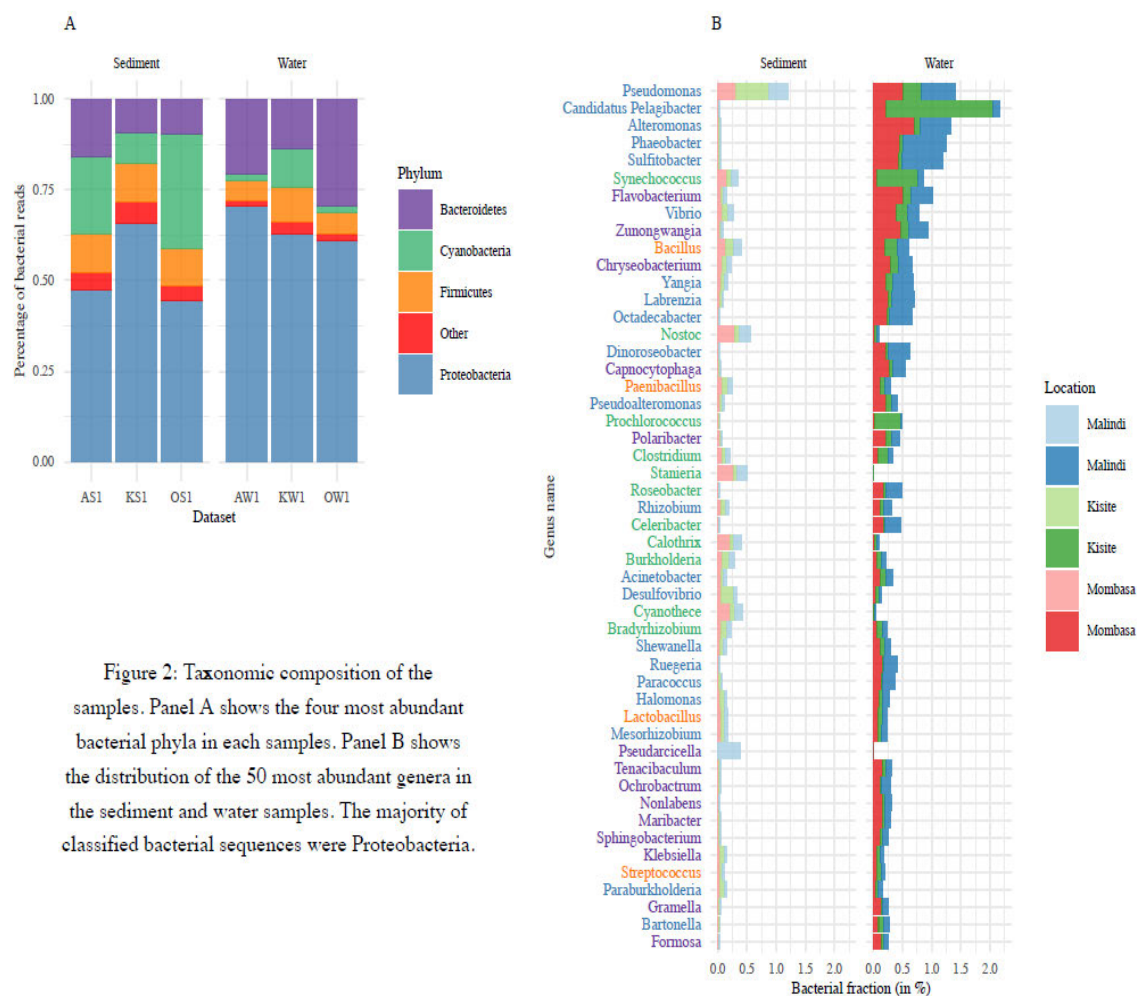 A
Sediment
Water
Percentage of bacterial reads
1.00
0.75
0.50
0.25
0.00
AS1 KS1 OS1 AW1 KW1 OW1
Dataset
Phylum
Bacteroidetes
Cyanobacteria
Firmicutes
Other
Proteobacteria
Figure 2: Taxonomic composition of the
samples. Panel A shows the four most abundant
bacterial phyla in each samples. Panel B shows
the distribution of the 50 most abundant genera in
the sediment and water samples. The majority of
classified bacterial sequences were Proteobacteria.
B
Sediment
Water
Genus name
Pseudomonas
Candidatus Pelagibacter
Alteromonas
Phaeobacter
Sulfitobacter
Synechococcus
Flavobacterium
Vibrio
Zunongwangia
Bacillus
Chryseobacterium
Yangia
Labrenzia
Octadecabacter
Nostoc
Dinoroseobacter
Capnocytophaga
Paenibacillus
Pseudoalteromonas
Prochlorococcus
Polaribacter
Clostridium
Stanieria
Roseobacter
Rhizobium
Celeribacter
Calothrix
Burkholderia
Acinetobacter
Desulfovibrio
Cyanothece
Bradyrhizobium
Shewanella
Ruegeria
Paracoccus
Halomonas
Lactobacillus
Mesorhizobium
Pseudarcicella
Tenacibaculum
Ochrobactrum
Nonlabens
Maribacter
Sphingobacterium
Klebsiella
Streptococcus
Paraburkholderia
Gramella
Bartonella
Formosa
0.0 0.5 1.0 1.5 2.0 0.0 0.5 1.0 1.5 2.0
Bacterial fraction (in %)
Location
Malindi
Malindi
Kisite
Kisite
Mombasa
Mombasa